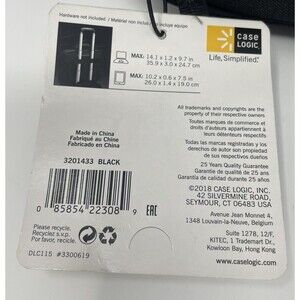 Hardware not included / Matériel non inclus/equipo no incluido
case
LOGIC
Life, Simplified.
MAX: 14.1 x 1.2 x 9.7 in
35.9 x 3.0 x 24.7 cm
MAX: 10.2 x 0.6 x 7.5 in
26.0 x 1.4 x 19.0 cm
All trademarks and copyrights are the
property of their respective owners
Toutes marques de commerce et
droits d'auteurs appartiennent à
leurs détenteurs respectifs
Todas las marcas registradas y los
derechos de autor son propiedad
de sus respectivos dueños
25 Years Quality Guarantee
Garantie de qualité de 25 ans
Garantía de calidad durante 25 años
Made in China
Fabriqué au Chine
Fabricado en China
3201433 BLACK
0 85854 22308 9
EAC
©2018 CASE LOGIC, INC.
42 SILVERMINE ROAD,
SEYMOUR, CT 06483 USA
Avenue Jean Monnet 4,
1348 Louvain-la-Neuve, Belgium
Suite 1278, 12/F,
KITEC, 1 Trademart Dr.,
Kowloon Bay, Hong Kong
www.caselogic.com
Please recycle.
Recyclez s.v.p.
Por favor, recicle.
DLC115 #3300619